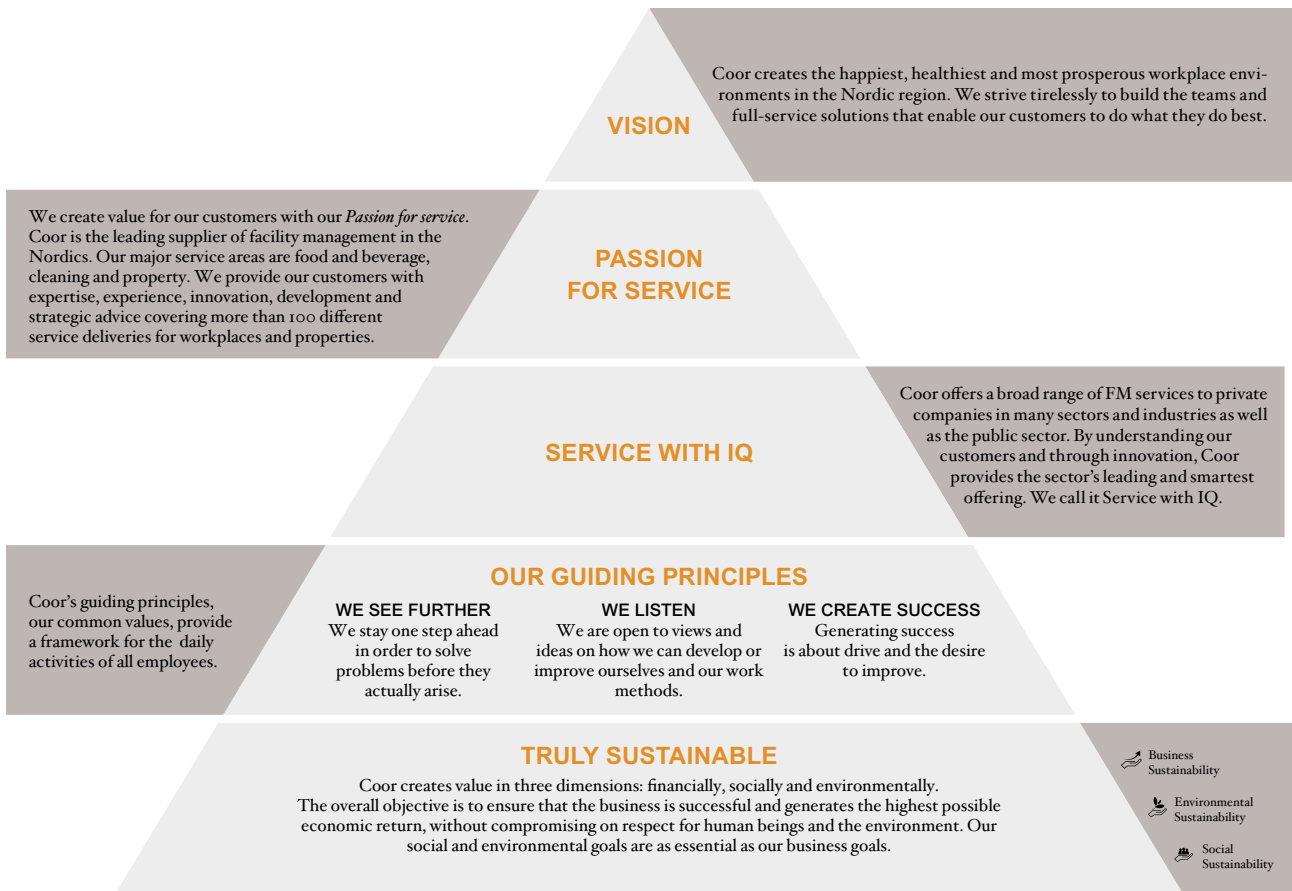 VISION
Coor creates the happiest, healthiest and most prosperous workplace envi-
ronments in the Nordic region. We strive tirelessly to build the teams and
full-service solutions that enable our customers to do what they do best.
We create value for our customers with our Passion for service.
Coor is the leading supplier of facility management in the
Nordics. Our major service areas are food and beverage,
cleaning and property. We provide our customers with
expertise, experience, innovation, development and
strategic advice covering more than 100 different
service deliveries for workplaces and properties.
PASSION
FOR SERVICE
SERVICE WITH IQ
Coor offers a broad range of FM services to private
companies in many sectors and industries as well
as the public sector. By understanding our
customers and through innovation, Coor
provides the sector's leading and smartest
offering. We call it Service with IQ.
Coor's guiding principles,
our common values, provide
a framework for the daily
activities of all employees.
OUR GUIDING PRINCIPLES
WE SEE FURTHER
We stay one step ahead
in order to solve
problems before they
actually arise.
WE LISTEN
We are open to views and
ideas on how we can develop or
improve ourselves and our work
methods.
WE CREATE SUCCESS
Generating success
is about drive and the desire
to improve.
TRULY SUSTAINABLE
Coor creates value in three dimensions: financially, socially and environmentally.
The overall objective is to ensure that the business is successful and generates the highest possible
economic return, without compromising on respect for human beings and the environment. Our
social and environmental goals are as essential as our business goals.
Business
Sustainability
Environmental
Sustainability
Social
Sustainability